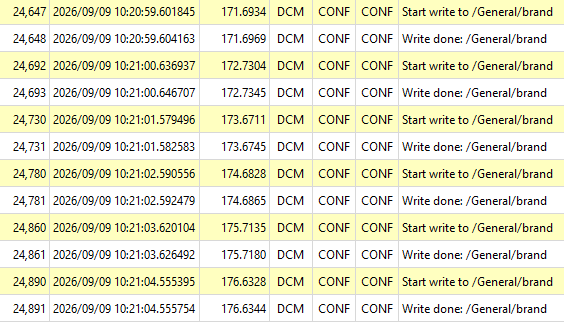 24,647 2026/09/09 10:20:59.601845 171.6934 DCM CONF CONF Start write to /General/brand
24,648 2026/09/09 10:20:59.604163 171.6969 DCM CONF CONF Write done: /General/brand
24,692 2026/09/09 10:21:00.636937 172.7304 DCM CONF CONF Start write to /General/brand
24,693 2026/09/09 10:21:00.646707 172.7345 DCM CONF CONF Write done: /General/brand
24,730 2026/09/09 10:21:01.579496 173.6711 DCM CONF CONF Start write to /General/brand
24,731 2026/09/09 10:21:01.582583 173.6745 DCM CONF CONF Write done: /General/brand
24,780 2026/09/09 10:21:02.590556 174.6828 DCM CONF CONF Start write to /General/brand
24,781 2026/09/09 10:21:02.592479 174.6865 DCM CONF CONF Write done: /General/brand
24,860 2026/09/09 10:21:03.620104 175.7135 DCM CONF CONF Start write to /General/brand
24,861 2026/09/09 10:21:03.626492 175.7180 DCM CONF CONF Write done: /General/brand
24,890 2026/09/09 10:21:04.555395 176.6328 DCM CONF CONF Start write to /General/brand
24,891 2026/09/09 10:21:04.555754 176.6344 DCM CONF CONF Write done: /General/brand